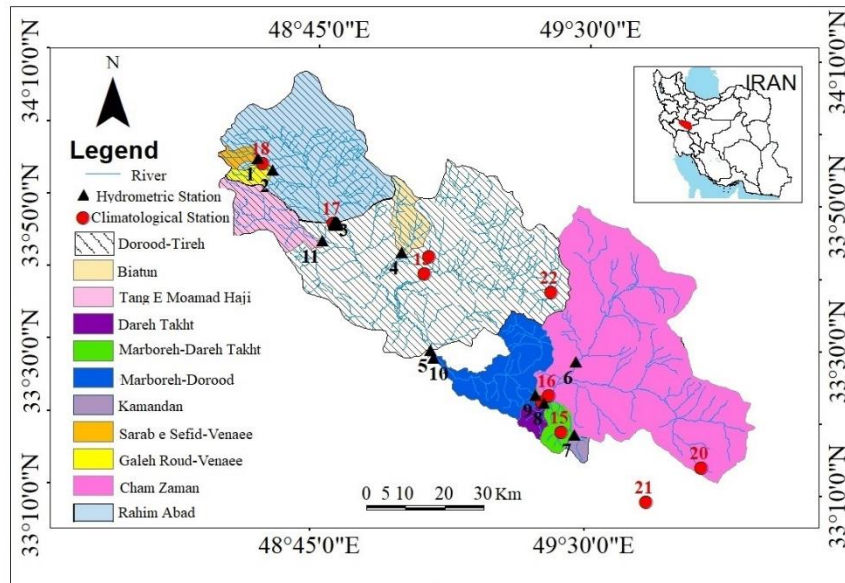 48°45'0"E 49°30'0"E
N
IRAN
34°10'0"N
33°50'0"N
33°30'0"N
33°10'0"N
34°10'0"N
33°50'0"N
33°30'0"N
33°10'0"N
Legend
River
Hydrometric Station
Climatological Station
Dorood-Tireh
Biatun
Tang E Moamad Haji
Dareh Takht
Marboreh-Dareh Takht
Marboreh-Dorood
Kamandan
Sarab e Sefid-Venaee
Galeh Roud-Venaee
Cham Zaman
Rahim Abad
18
1
2
17
3
11
4
22
5
10
6
16
9
8
15
7
20
21
0 5 10 20 30 Km
48°45'0"E 49°30'0"E